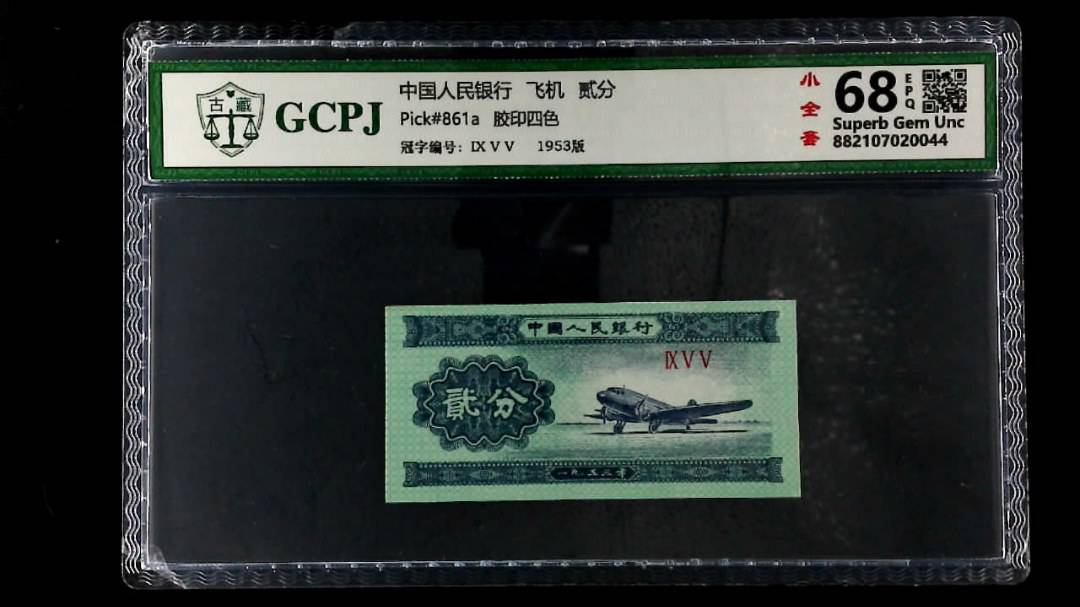 古藏
GCPJ
中国人民银行 飞机 贰分
Pick#861a 胶印四色
冠字编号: IX V V 1953版
小全套
68
EPQ
Superb Gem Unc
882107020044
中國人民銀行
IX V V
貳分
一九五三年